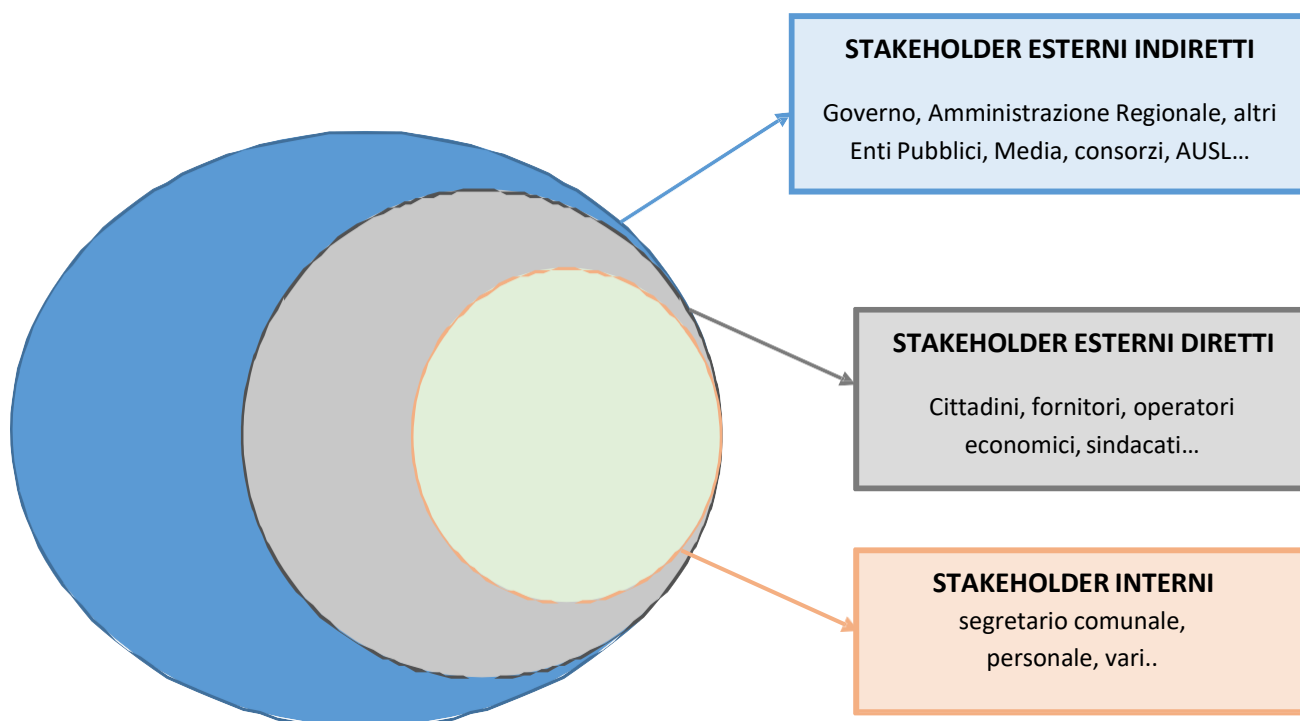 STAKEHOLDER ESTERNI INDIRETTI
Governo, Amministrazione Regionale, altri
Enti Pubblici, Media, consorzi, AUSL…
STAKEHOLDER ESTERNI DIRETTI
Cittadini, fornitori, operatori
economici, sindacati…
STAKEHOLDER INTERNI
segretario comunale,
personale, vari..